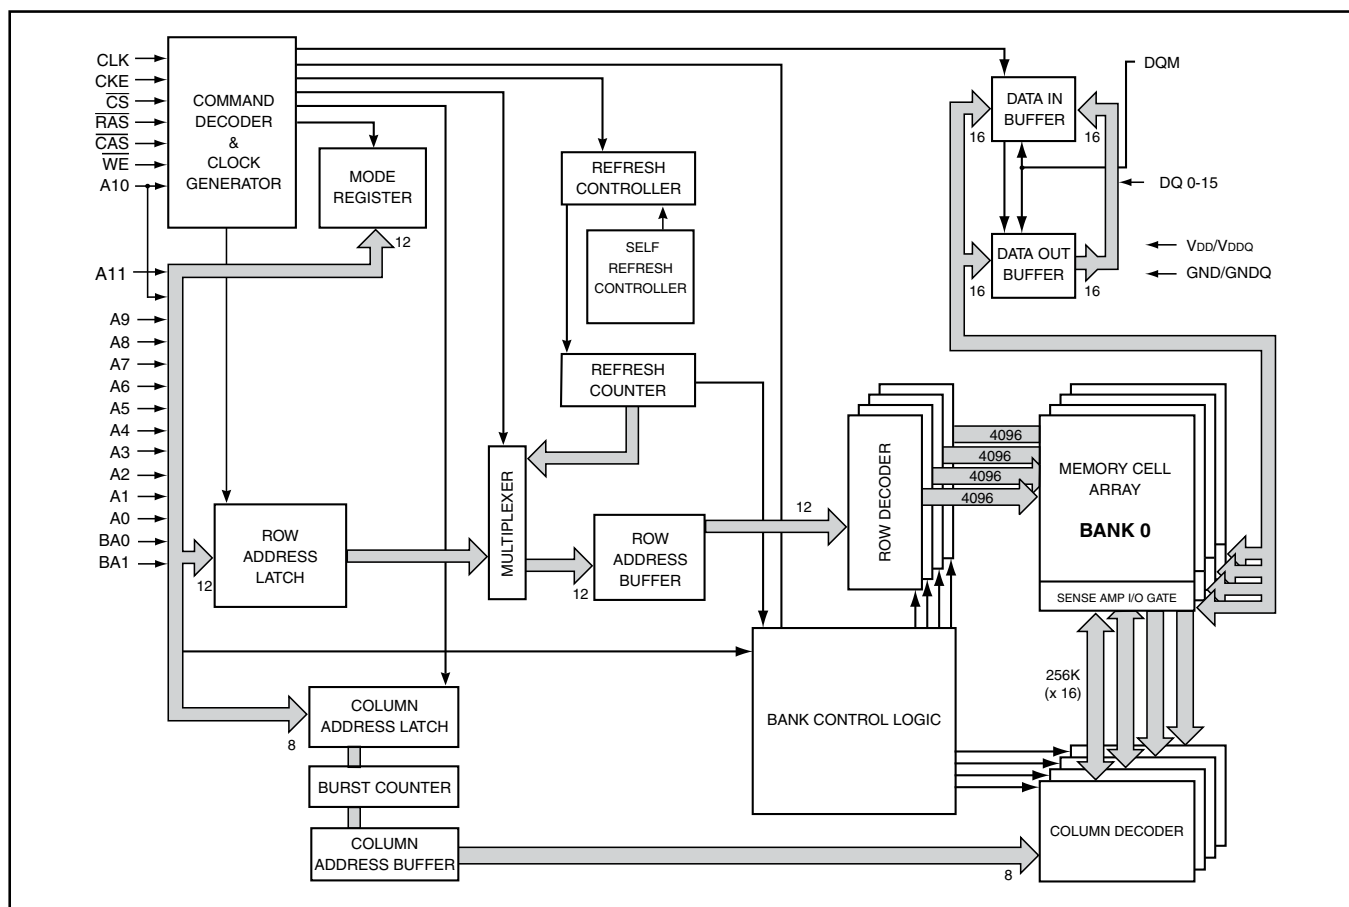 CLK
CKE
CS
RAS
CAS
WE
A10
A11
A9
A8
A7
A6
A5
A4
A3
A2
A1
A0
BA0
BA1
COMMAND
DECODER
&
CLOCK
GENERATOR
MODE
REGISTER
12
REFRESH
CONTROLLER
SELF
REFRESH
CONTROLLER
REFRESH
COUNTER
DATA IN
BUFFER
16
16
DQM
DQ 0-15
DATA OUT
BUFFER
16
16
VDD/VDDQ
GND/GNDQ
ROW
ADDRESS
LATCH
12
MULTIPLEXER
12
ROW
ADDRESS
BUFFER
12
ROW DECODER
4096
4096
4096
4096
MEMORY CELL
ARRAY
BANK 0
SENSE AMP I/O GATE
256K
(x 16)
BANK CONTROL LOGIC
COLUMN
ADDRESS LATCH
8
BURST COUNTER
COLUMN
ADDRESS BUFFER
8
COLUMN DECODER